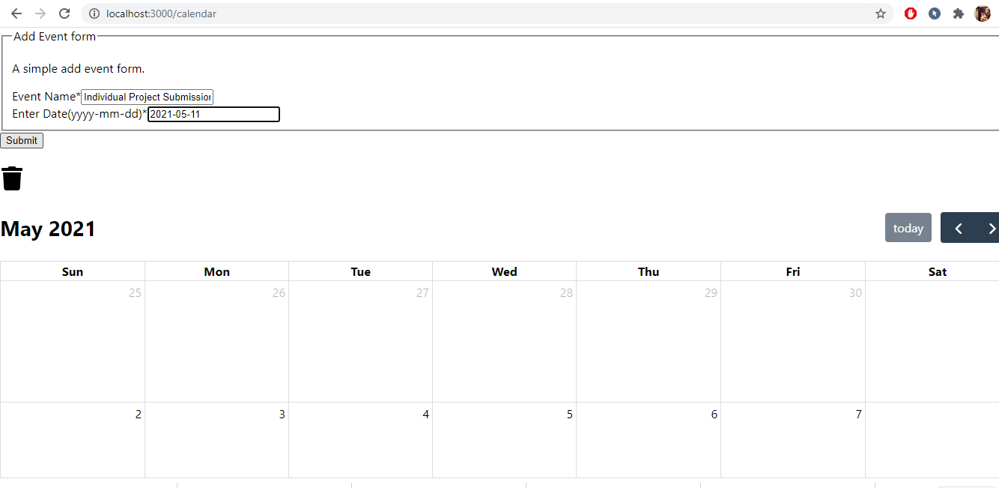 localhost:3000/calendar
Add Event form
A simple add event form.
Event Name* Individual Project Submission
Enter Date(yyyy-mm-dd)* 2021-05-11
Submit
May 2021 today
Sun Mon Tue Wed Thu Fri Sat
25 26 27 28 29 30
2 3 4 5 6 7